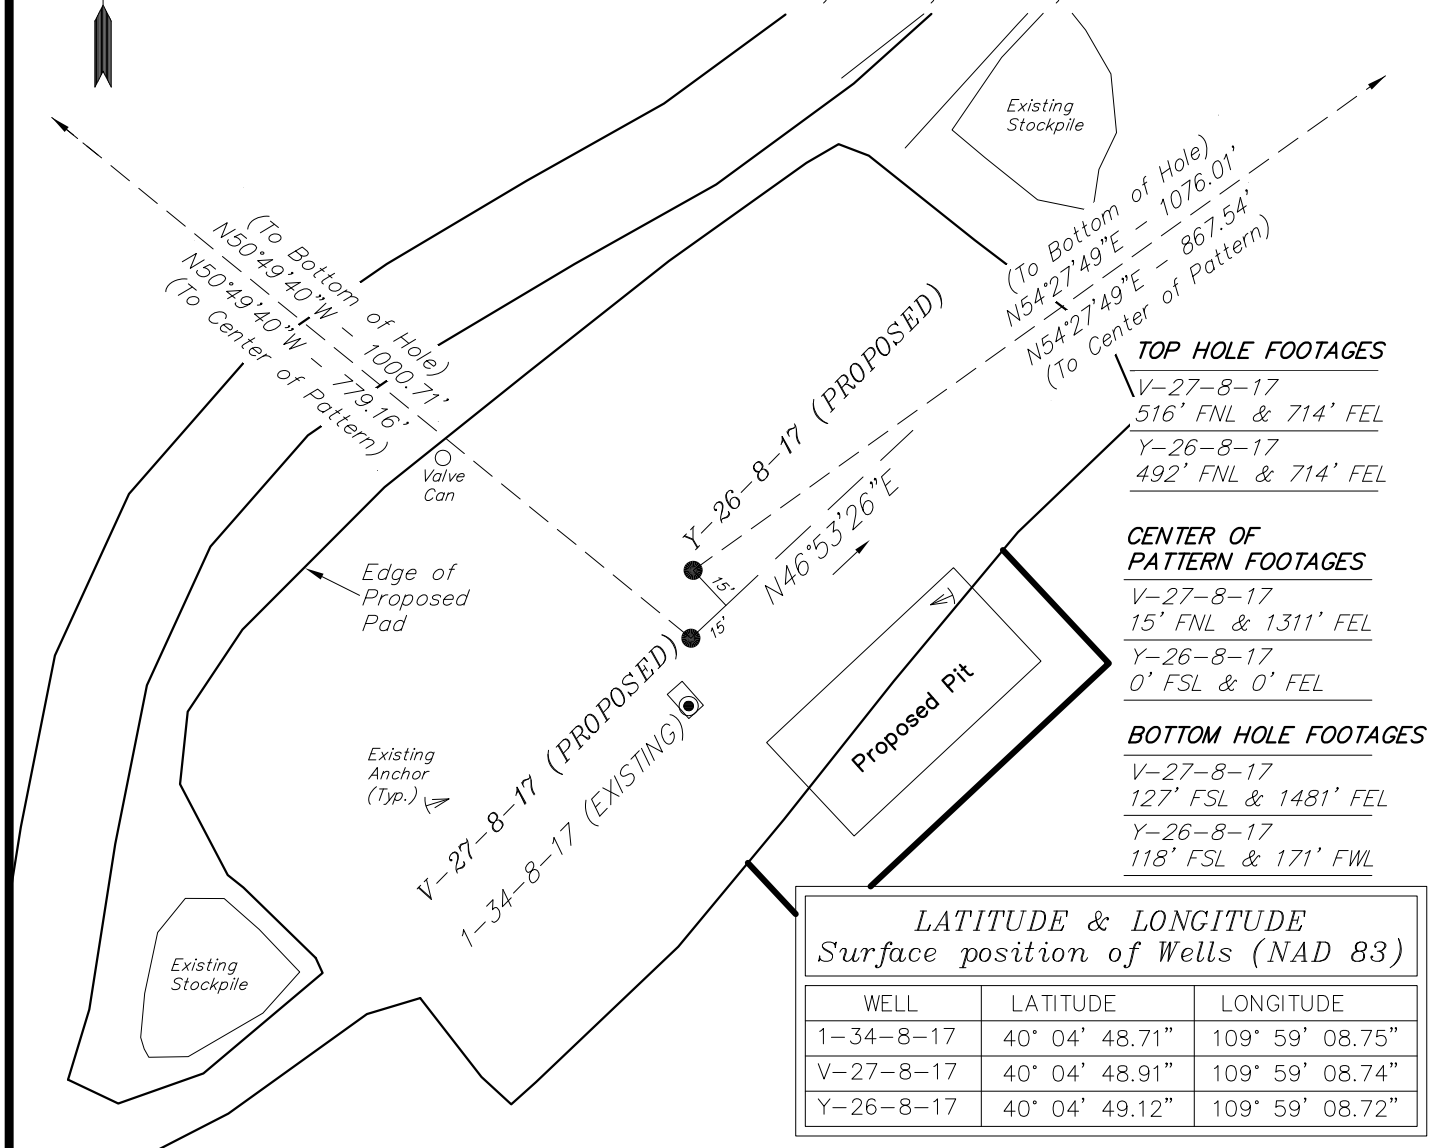 Existing
Stockpile
(To Bottom of Hole)
N50°49'40"W - 1000.71'
N50°49'40"W - 779.16'
(To Center of Pattern)
(To Bottom of Hole)
N54°27'49"E - 1076.01'
N54°27'49"E - 867.54'
(To Center of Pattern)
Y-26-8-17 (PROPOSED)
N46°53'26"E
15'
15'
Valve
Can
Edge of
Proposed
Pad
V-27-8-17 (PROPOSED)
1-34-8-17 (EXISTING)
Existing
Anchor
(Typ.)
Proposed Pit
Existing
Stockpile
TOP HOLE FOOTAGES
V-27-8-17
516' FNL & 714' FEL
Y-26-8-17
492' FNL & 714' FEL
CENTER OF
PATTERN FOOTAGES
V-27-8-17
15' FNL & 1311' FEL
Y-26-8-17
0' FSL & 0' FEL
BOTTOM HOLE FOOTAGES
V-27-8-17
127' FSL & 1481' FEL
Y-26-8-17
118' FSL & 171' FWL
LATITUDE & LONGITUDE
Surface position of Wells (NAD 83)
WELL LATITUDE LONGITUDE
1-34-8-17 40° 04' 48.71" 109° 59' 08.75"
V-27-8-17 40° 04' 48.91" 109° 59' 08.74"
Y-26-8-17 40° 04' 49.12" 109° 59' 08.72"